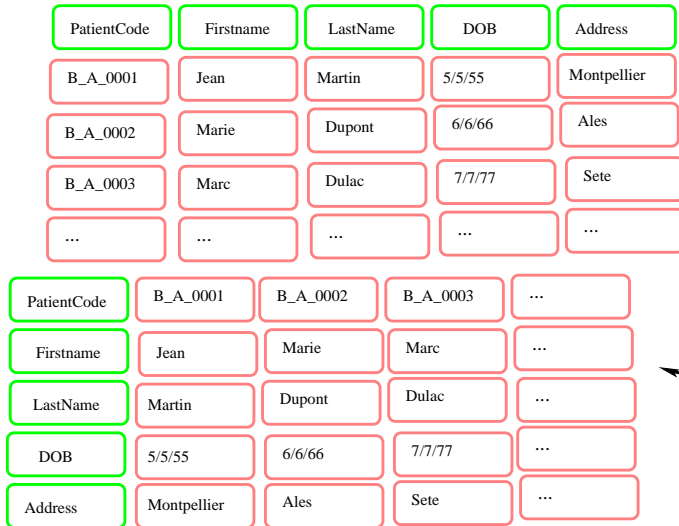 PatientCode Firstname LastName DOB Address
B_A_0001 Jean Martin 5/5/55 Montpellier
B_A_0002 Marie Dupont 6/6/66 Ales
B_A_0003 Marc Dulac 7/7/77 Sete
... ... ... ... ...
PatientCode B_A_0001 B_A_0002 B_A_0003 ...
Firstname Jean Marie Marc ...
LastName Martin Dupont Dulac ...
DOB 5/5/55 6/6/66 7/7/77 ...
Address Montpellier Ales Sete ...